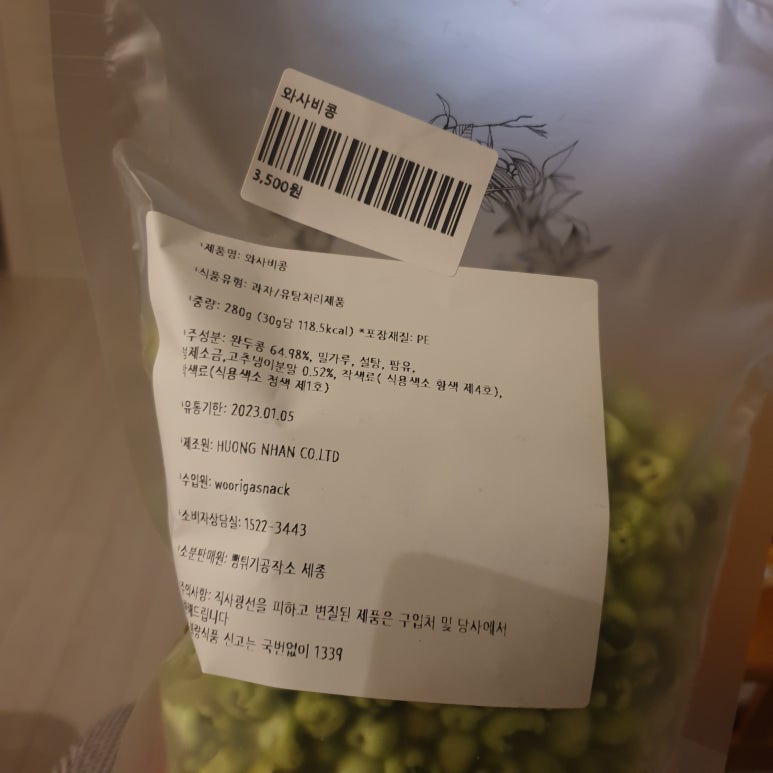 와사비콩
3,500원
제품명: 와사비콩
식품유형: 과자/유탕처리제품
중량: 280g (30g당 118.5kcal) *포장재질: PE
주성분: 완두콩 64.98%, 밀가루, 설탕, 팜유,
정제소금,고추냉이분말 0.52%, 착색료( 식용색소 황색 제4호),
착색료(식용색소 청색 제1호)
유통기한: 2023.01.05
제조원: HUONG NHAN CO.LTD
수입원: woorigasnack
소비자상담실: 1522-3443
소분판매원: 뻥튀기공작소 세종
주의사항: 직사광선을 피하고 변질된 제품은 구입처 및 당사에서
해드립니다
불량식품 신고는 국번없이 1339